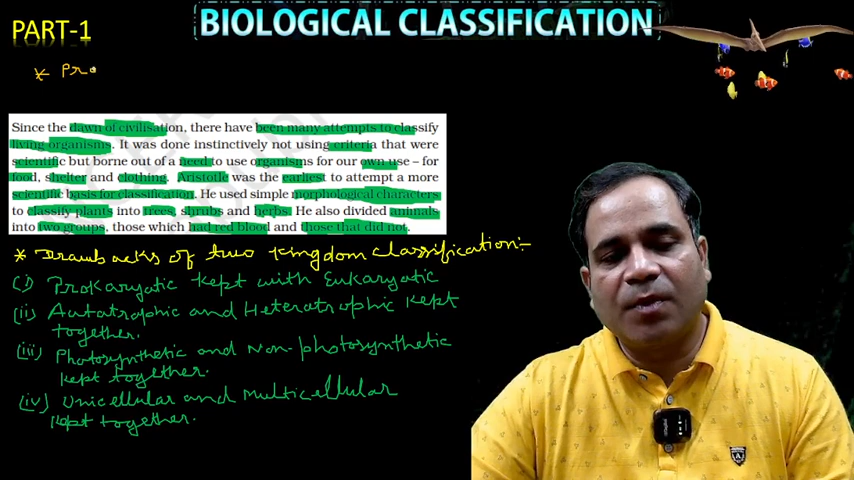 BIOLOGICAL CLASSIFICATION
PART-1
* Pro
Since the dawn of civilisation, there have been many attempts to classify
living organisms. It was done instinctively not using criteria that were
scientific but borne out of a need to use organisms for our own use – for
food, shelter and clothing. Aristotle was the earliest to attempt a more
scientific basis for classification. He used simple morphological characters
to classify plants into trees, shrubs and herbs. He also divided animals
into two groups, those which had red blood and those that did not.
* Drawbacks of two kingdom classification:-
(i) Prokaryotic kept with Eukaryotic
(ii) Autotrophic and Heterotrophic kept
together.
(iii) Photosynthetic and Non-photosynthetic
kept together.
(iv) Unicellular and Multicellular
kept together.
A